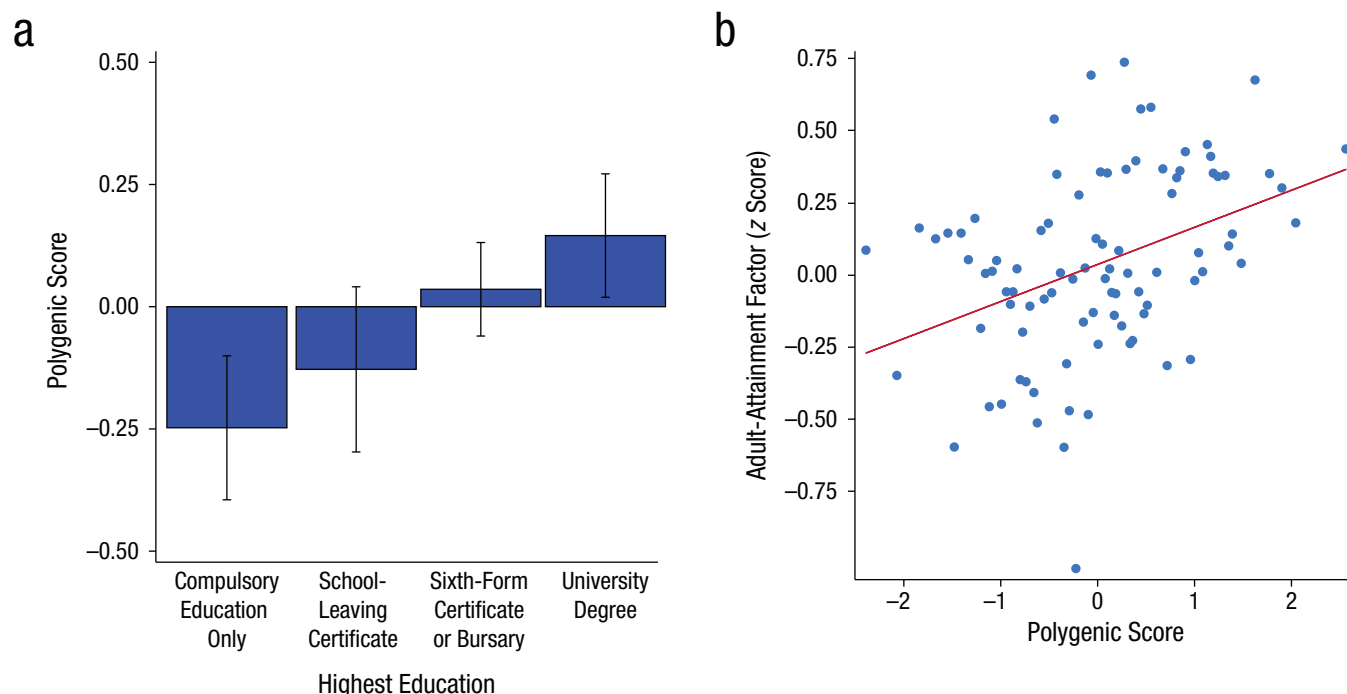 a
0.50
0.25
0.00
–0.25
–0.50
Polygenic Score
Compulsory
Education
Only
School-
Leaving
Certificate
Sixth-Form
Certificate
or Bursary
University
Degree
Highest Education
b
0.75
0.50
0.25
0.00
–0.25
–0.50
–0.75
Adult-Attainment Factor (z Score)
–2 –1 0 1 2
Polygenic Score